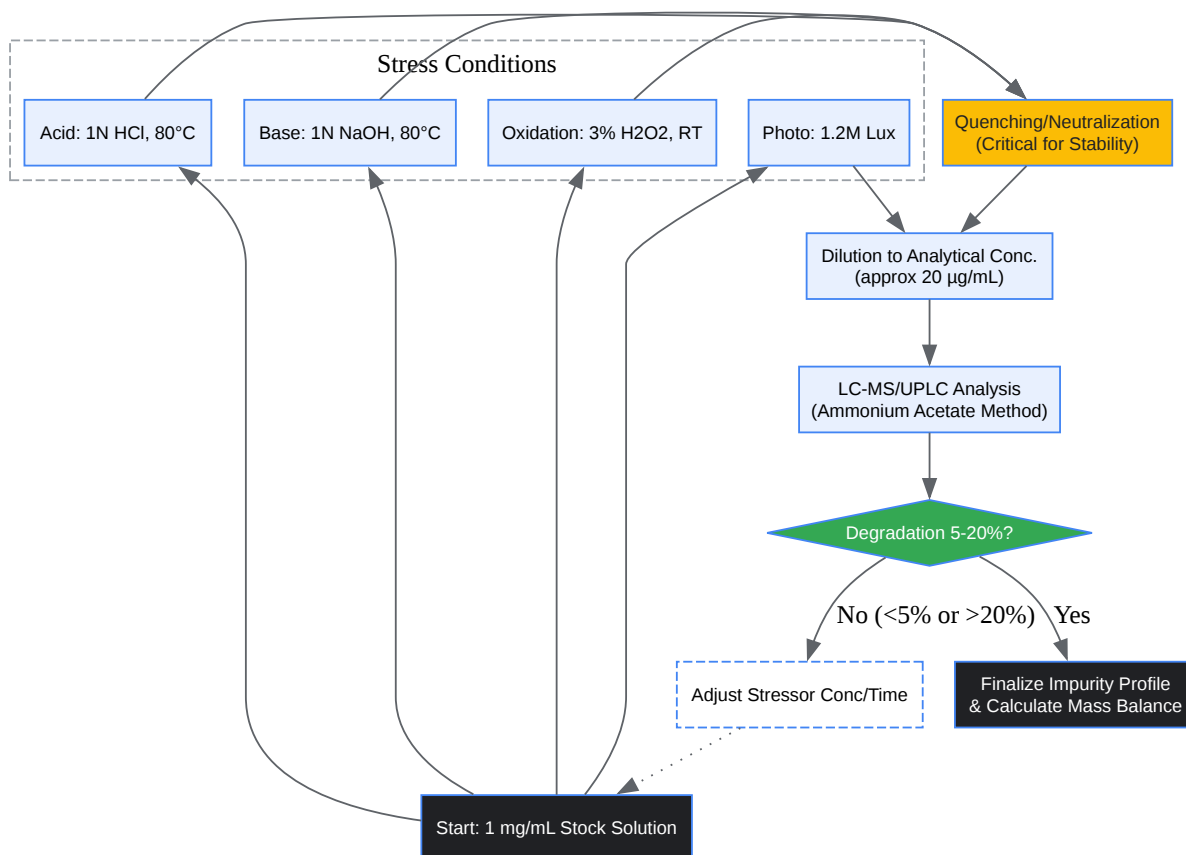 Stress Conditions
Acid: 1N HCl, 80°C
Base: 1N NaOH, 80°C
Oxidation: 3% H2O2, RT
Photo: 1.2M Lux
Quenching/Neutralization
(Critical for Stability)
Dilution to Analytical Conc.
(approx 20 µg/mL)
LC-MS/UPLC Analysis
(Ammonium Acetate Method)
Degradation 5-20%?
No (<5% or >20%)
Yes
Adjust Stressor Conc/Time
Finalize Impurity Profile
& Calculate Mass Balance
Start: 1 mg/mL Stock Solution